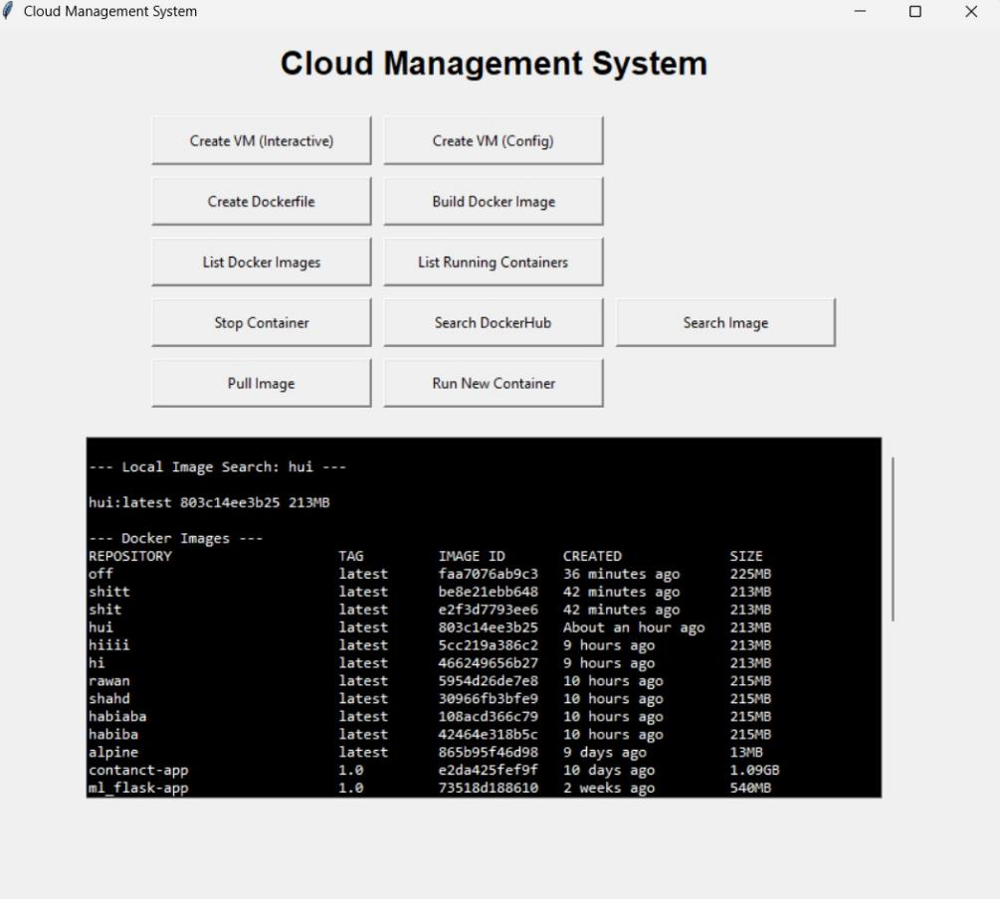 Cloud Management System
Cloud Management System
Create VM (Interactive) Create VM (Config)
Create Dockerfile Build Docker Image
List Docker Images List Running Containers
Stop Container Search DockerHub Search Image
Pull Image Run New Container
--- Local Image Search: hui ---
hui:latest 803c14ee3b25 213MB
--- Docker Images ---
REPOSITORY TAG IMAGE ID CREATED SIZE
off latest faa7076ab9c3 36 minutes ago 225MB
shitt latest be8e21ebb648 42 minutes ago 213MB
shit latest e2f3d7793ee6 42 minutes ago 213MB
hui latest 803c14ee3b25 About an hour ago 213MB
hiiii latest 5cc219a386c2 9 hours ago 213MB
hi latest 466249656b27 9 hours ago 213MB
rawan latest 5954d26de7e8 10 hours ago 215MB
shahd latest 30966fb3bfe9 10 hours ago 215MB
habiaba latest 108acd366c79 10 hours ago 215MB
habiba latest 42464e318b5c 10 hours ago 215MB
alpine latest 865b95f46d98 9 days ago 13MB
contanct-app 1.0 e2da425fef9f 10 days ago 1.09GB
ml_flask-app 1.0 73518d188610 2 weeks ago 540MB